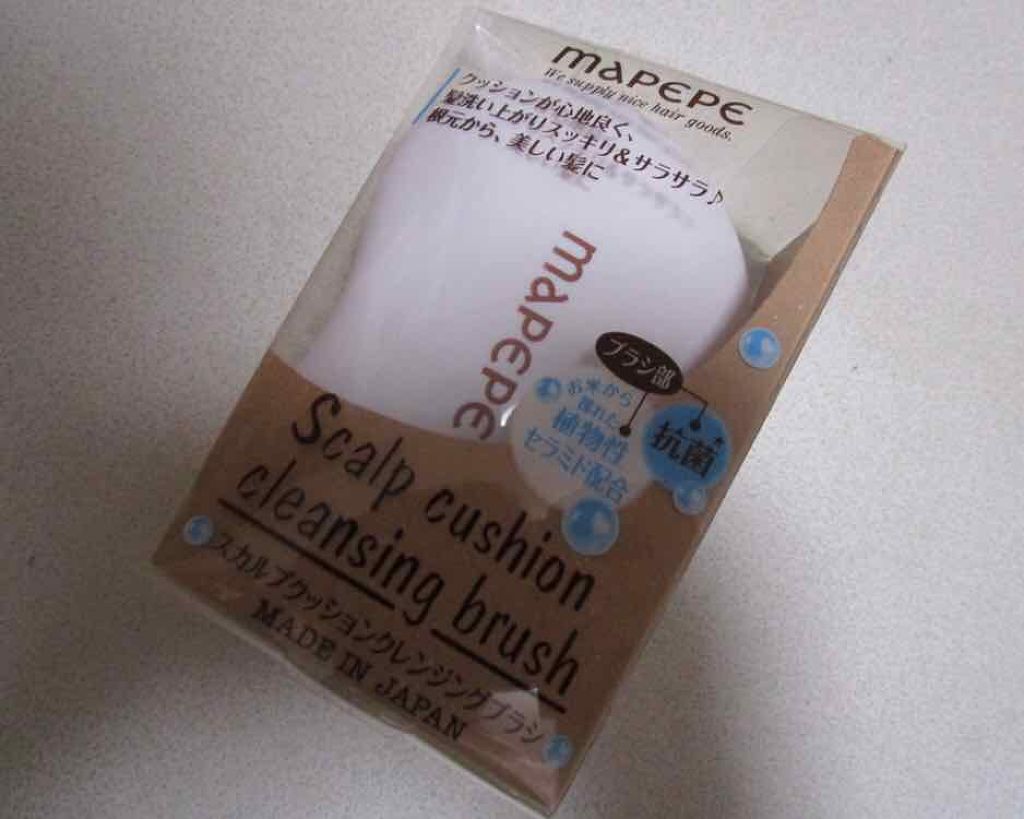 mapepe
We supply nice hair goods.
クッションが心地良く、
髪洗い上がりスッキリ&サラサラ♪
根元から、美しい髪に
mapepe
ブラシ部
お米から
採れた
植物性
セラミド配合
抗菌
Scalp cushion
cleansing brush
スカルプクッションクレンジングブラシ
MADE IN JAPAN